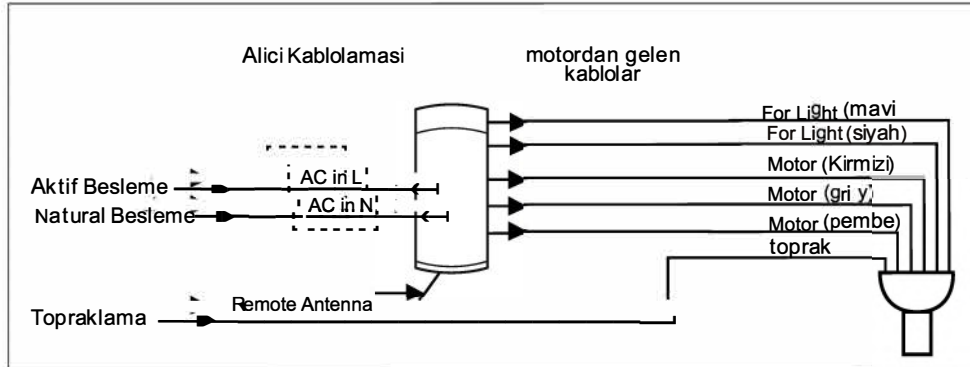 Alici Kablolamasi
motordan gelen
kablolar
For Light (mavi
For Light (siyah)
Motor (Kirmizi)
Motor (gri y)
Motor (pembe)
toprak
Aktif Besleme
AC in L
Natural Besleme
AC in N
Remote Antenna
Topraklama